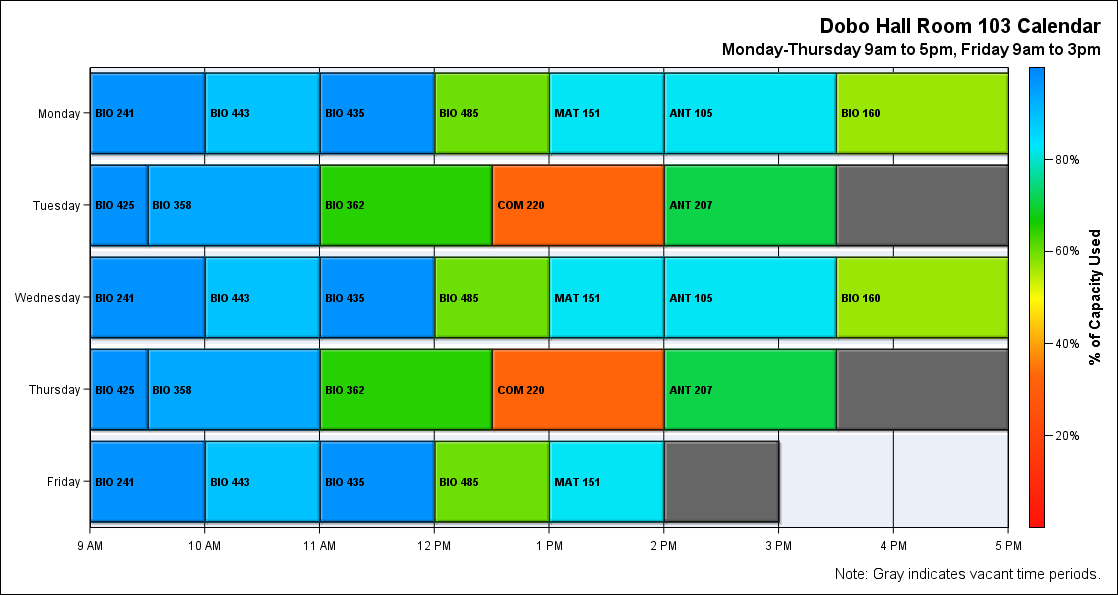 Dobo Hall Room 103 Calendar
Monday-Thursday 9am to 5pm, Friday 9am to 3pm
Monday
BIO 241
BIO 443
BIO 435
BIO 485
MAT 151
ANT 105
BIO 160
Tuesday
BIO 425
BIO 358
BIO 362
COM 220
ANT 207
Wednesday
BIO 241
BIO 443
BIO 435
BIO 485
MAT 151
ANT 105
BIO 160
Thursday
BIO 425
BIO 358
BIO 362
COM 220
ANT 207
Friday
BIO 241
BIO 443
BIO 435
BIO 485
MAT 151
9 AM
10 AM
11 AM
12 PM
1 PM
2 PM
3 PM
4 PM
5 PM
80%
60%
40%
20%
% of Capacity Used
Note: Gray indicates vacant time periods.